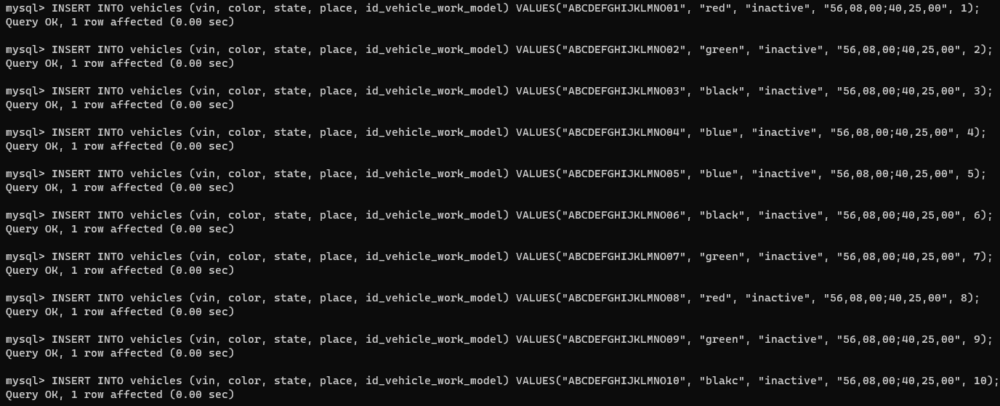 mysql> INSERT INTO vehicles (vin, color, state, place, id_vehicle_work_model) VALUES("ABCDEFGHIJKLMNO01", "red", "inactive", "56,08,00;40,25,00", 1);
Query OK, 1 row affected (0.00 sec)
mysql> INSERT INTO vehicles (vin, color, state, place, id_vehicle_work_model) VALUES("ABCDEFGHIJKLMNO02", "green", "inactive", "56,08,00;40,25,00", 2);
Query OK, 1 row affected (0.00 sec)
mysql> INSERT INTO vehicles (vin, color, state, place, id_vehicle_work_model) VALUES("ABCDEFGHIJKLMNO03", "black", "inactive", "56,08,00;40,25,00", 3);
Query OK, 1 row affected (0.00 sec)
mysql> INSERT INTO vehicles (vin, color, state, place, id_vehicle_work_model) VALUES("ABCDEFGHIJKLMNO04", "blue", "inactive", "56,08,00;40,25,00", 4);
Query OK, 1 row affected (0.00 sec)
mysql> INSERT INTO vehicles (vin, color, state, place, id_vehicle_work_model) VALUES("ABCDEFGHIJKLMNO05", "blue", "inactive", "56,08,00;40,25,00", 5);
Query OK, 1 row affected (0.00 sec)
mysql> INSERT INTO vehicles (vin, color, state, place, id_vehicle_work_model) VALUES("ABCDEFGHIJKLMNO06", "black", "inactive", "56,08,00;40,25,00", 6);
Query OK, 1 row affected (0.00 sec)
mysql> INSERT INTO vehicles (vin, color, state, place, id_vehicle_work_model) VALUES("ABCDEFGHIJKLMNO07", "green", "inactive", "56,08,00;40,25,00", 7);
Query OK, 1 row affected (0.00 sec)
mysql> INSERT INTO vehicles (vin, color, state, place, id_vehicle_work_model) VALUES("ABCDEFGHIJKLMNO08", "red", "inactive", "56,08,00;40,25,00", 8);
Query OK, 1 row affected (0.00 sec)
mysql> INSERT INTO vehicles (vin, color, state, place, id_vehicle_work_model) VALUES("ABCDEFGHIJKLMNO09", "green", "inactive", "56,08,00;40,25,00", 9);
Query OK, 1 row affected (0.00 sec)
mysql> INSERT INTO vehicles (vin, color, state, place, id_vehicle_work_model) VALUES("ABCDEFGHIJKLMNO10", "blakc", "inactive", "56,08,00;40,25,00", 10);
Query OK, 1 row affected (0.00 sec)